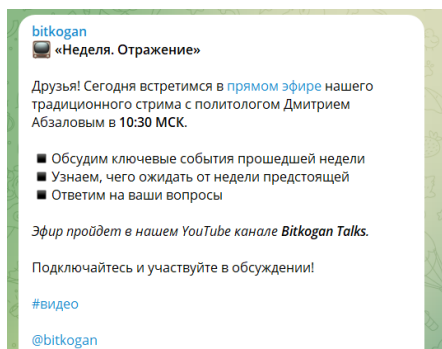 bitkogan
«Неделя. Отражение»
Друзья! Сегодня встретимся в прямом эфире нашего
традиционного стрима с политологом Дмитрием
Абзаловым в 10:30 МСК.
◾ Обсудим ключевые события прошедшей недели
◾ Узнаем, чего ожидать от недели предстоящей
◾ Ответим на ваши вопросы
Эфир пройдет в нашем YouTube канале Bitkogan Talks.
Подключайтесь и участвуйте в обсуждении!
#видео
@bitkogan